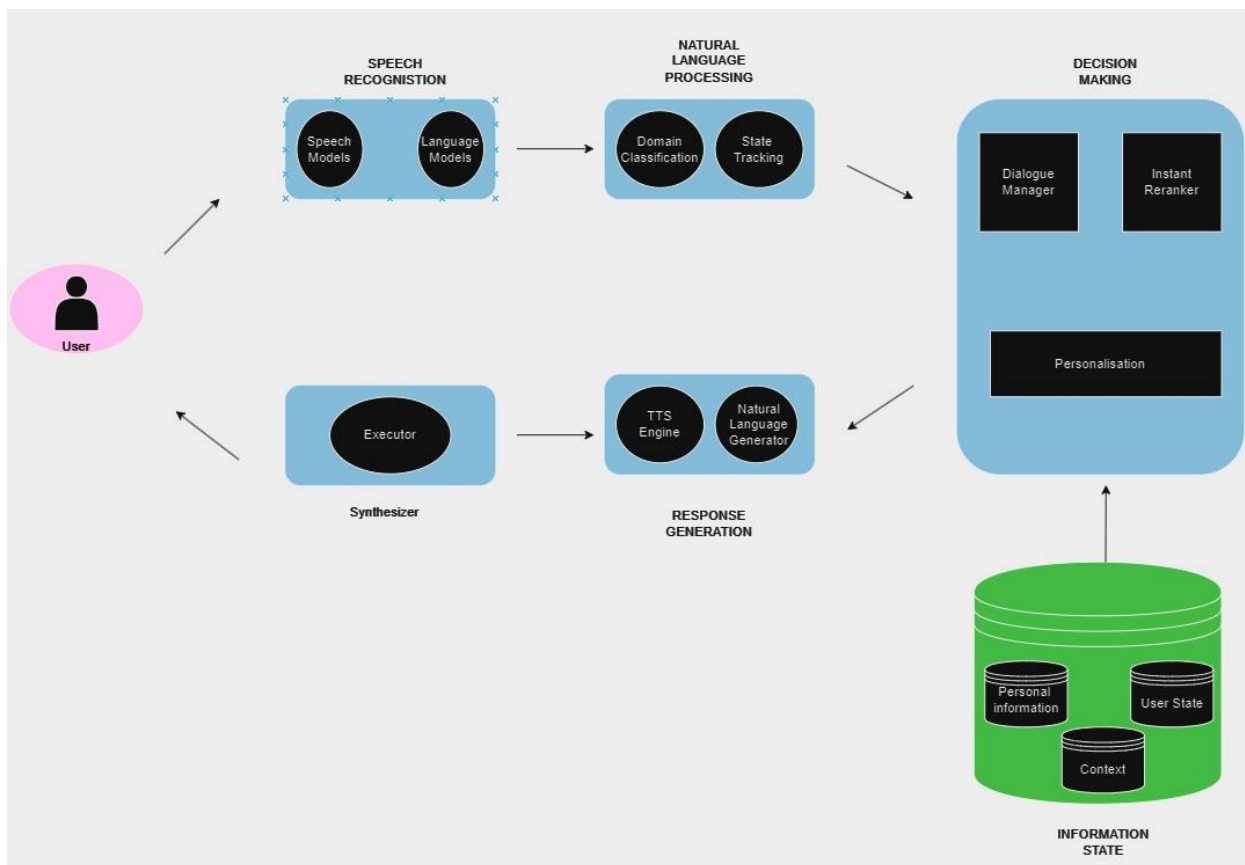 SPEECH
RECOGNISTION
Speech
Models
Language
Models
NATURAL
LANGUAGE
PROCESSING
Domain
Classification
State
Tracking
DECISION
MAKING
Dialogue
Manager
Instant
Reranker
Personalisation
User
Executor
Synthesizer
TTS
Engine
Natural
Language
Generator
RESPONSE
GENERATION
Personal
information
User State
Context
INFORMATION
STATE